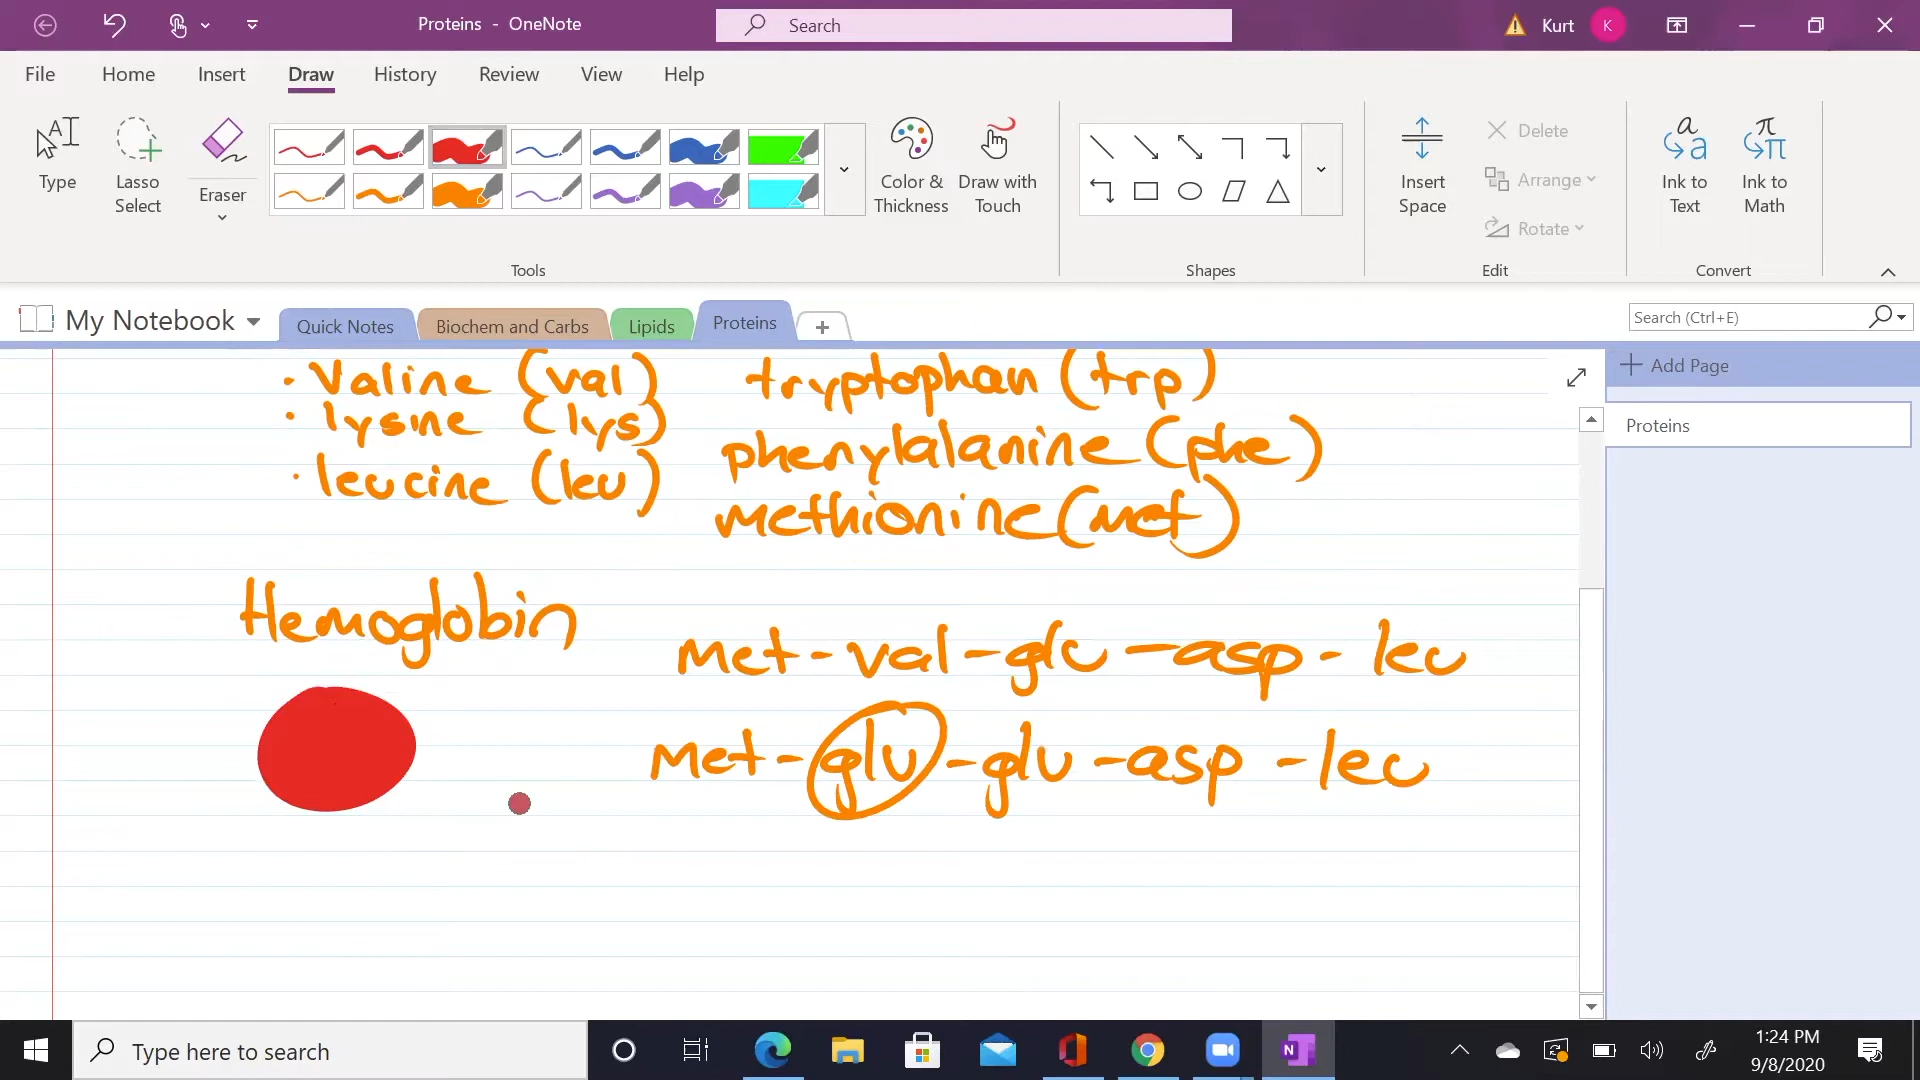 Proteins - OneNote
Search
Kurt
K
File Home Insert Draw History Review View Help
Type
Lasso Select
Eraser
Color & Thickness
Draw with Touch
Insert Space
Delete
Arrange
Rotate
Ink to Text
Ink to Math
Tools
Shapes
Edit
Convert
My Notebook
Quick Notes
Biochem and Carbs
Lipids
Proteins
Search (Ctrl+E)
Add Page
Proteins
· Valine (val)
tryptophan (trp)
· lysine (lys)
phenylalanine (phe)
· leucine (leu)
methionine (met)
Hemoglobin
met - val - glu - asp - leu
met - glu - glu - asp - leu
Type here to search
1:24 PM
9/8/2020